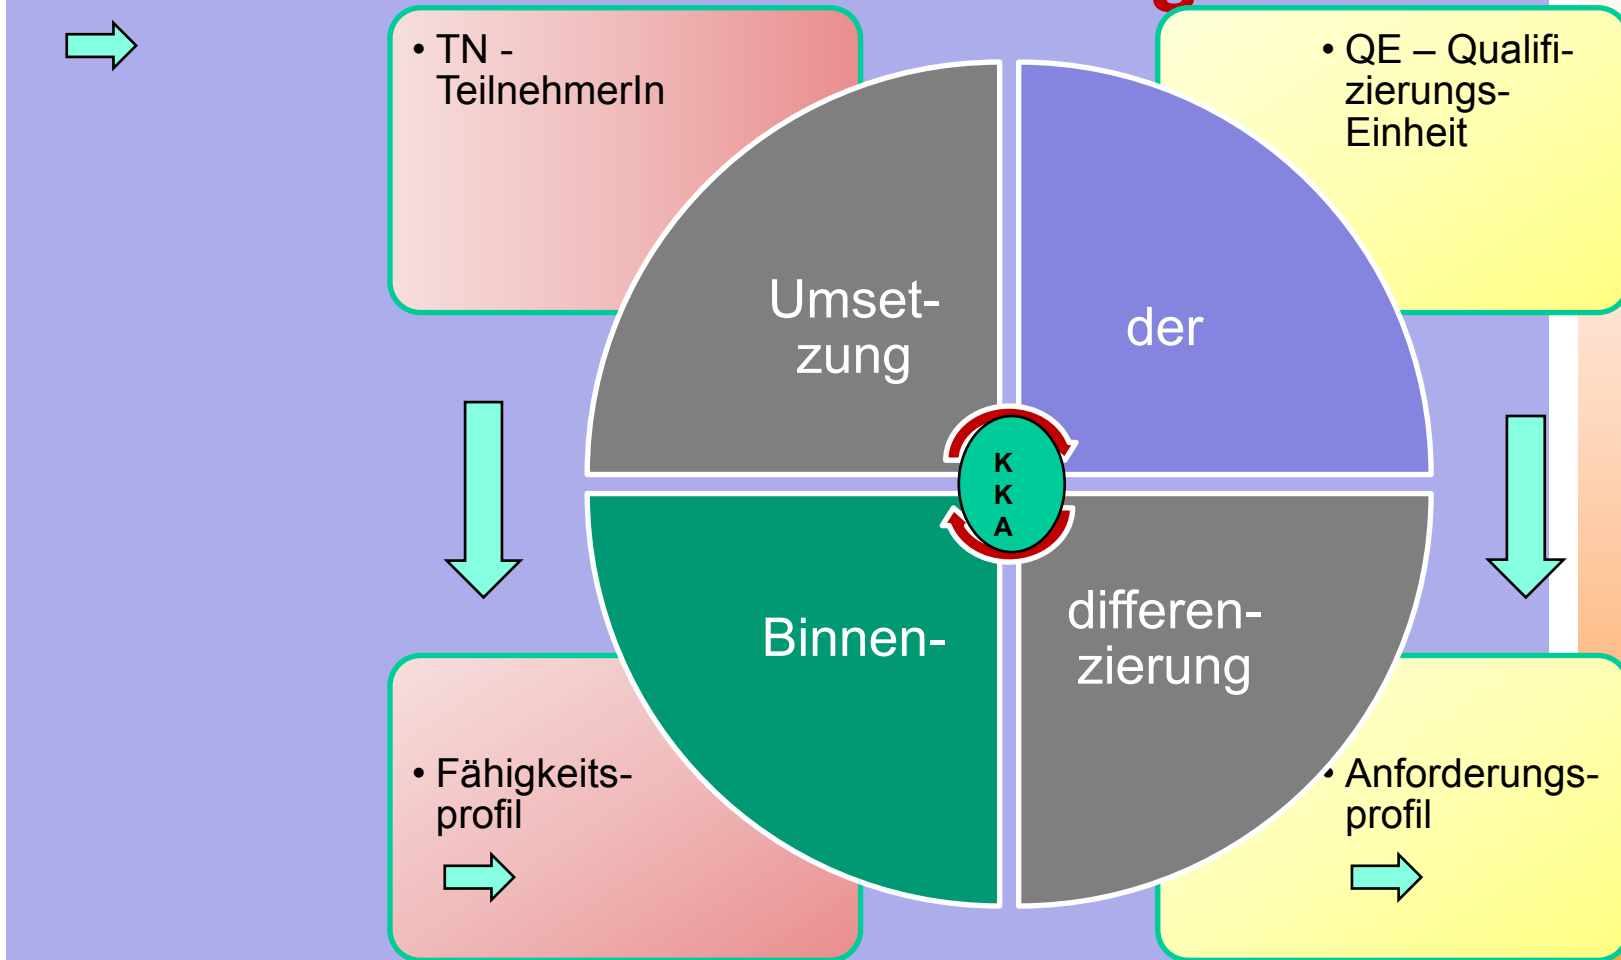 • TN -
TeilnehmerIn
• QE – Qualifi-
zierungs-
Einheit
Umset-
zung
der
K
K
A
Binnen-
differen-
zierung
• Fähigkeits-
profil
• Anforderungs-
profil